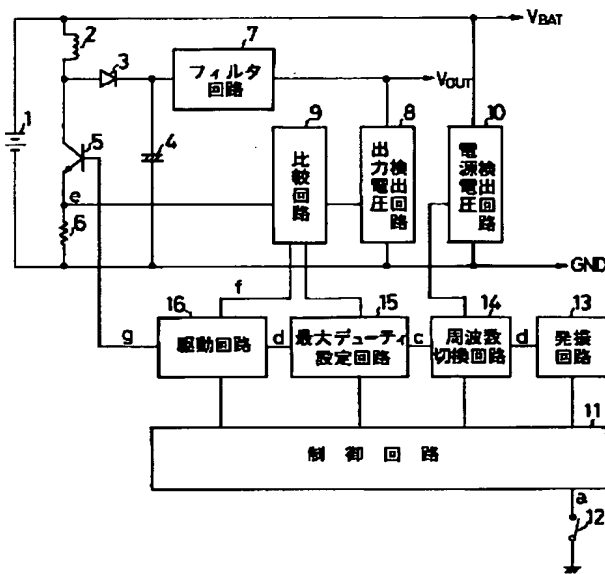 VBAT
2
7
3
フィルタ
回路
VOUT
9
8
10
1
5
4
比較回路
出力電圧
検出回路
電源電圧
検出回路
e
6
GND
f
16
15
14
13
g
駆動回路
d
最大デューティ
設定回路
c
周波数
切換回路
d
発振
回路
11
制御回路
a
12